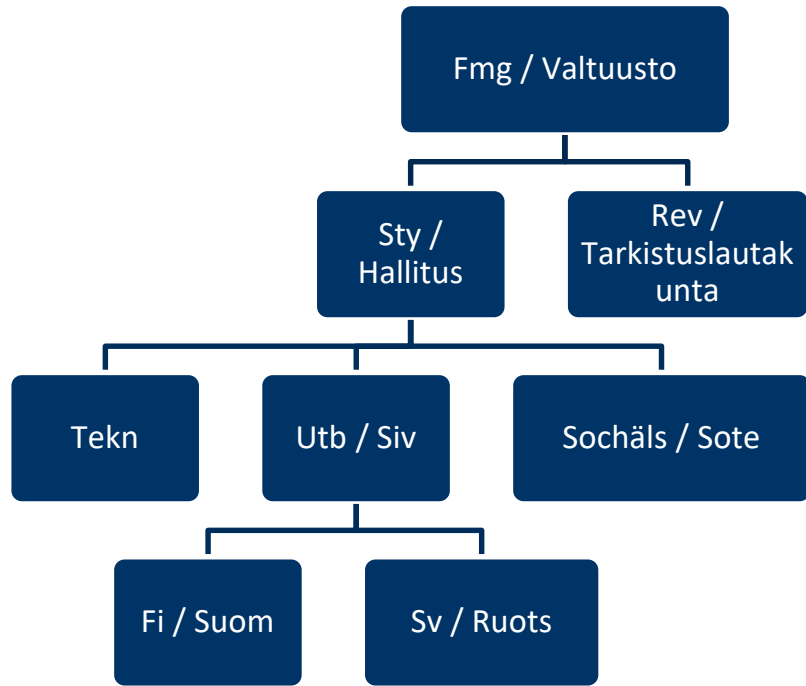 Fmg / Valtuusto
Sty /
Hallitus
Rev /
Tarkistuslautak
unta
Tekn
Utb / Siv
Sochäls / Sote
Fi / Suom
Sv / Ruots